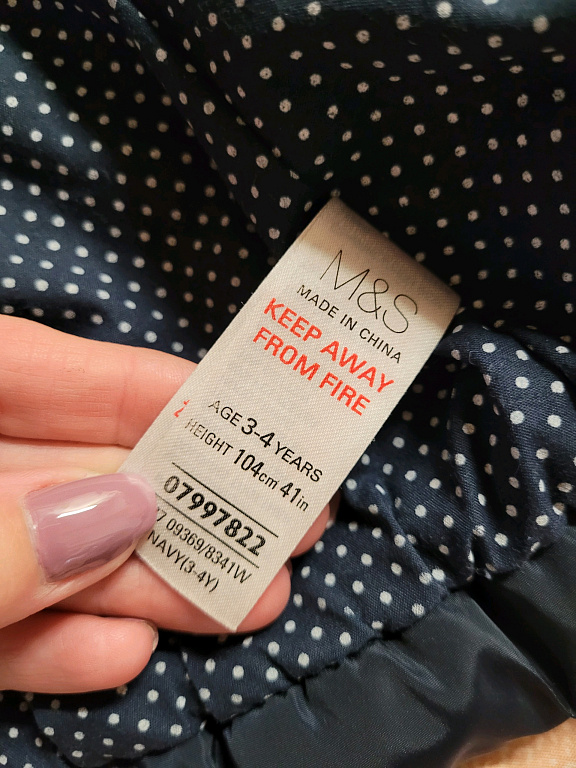 M&S
MADE IN CHINA
KEEP AWAY
FROM FIRE
AGE 3-4 YEARS
HEIGHT 104cm 41in
07997822
09369/8341W
NAVY(3-4Y)